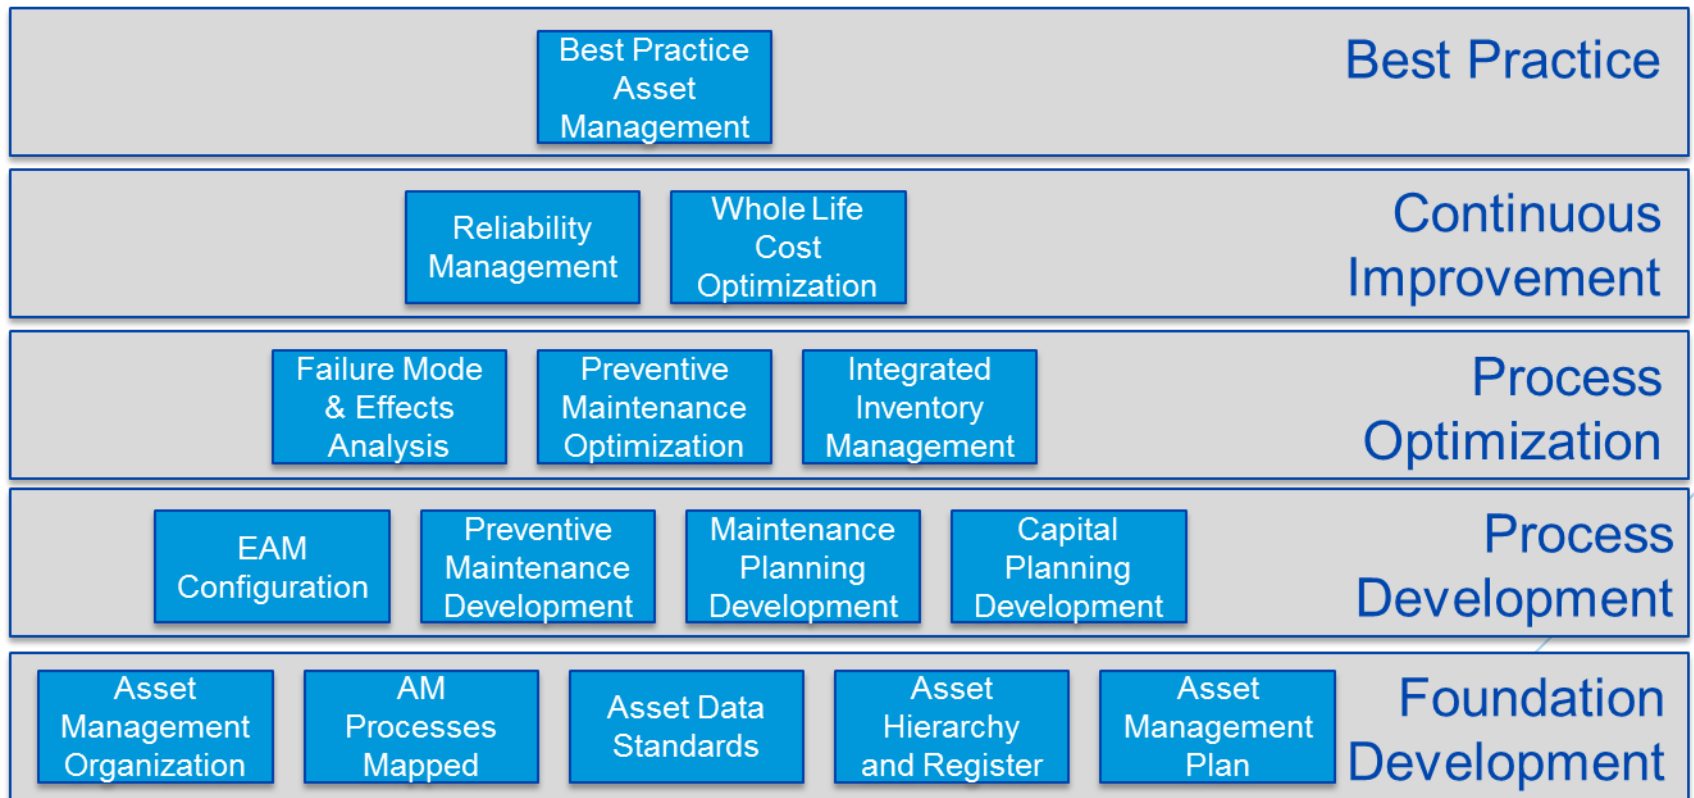 Best Practice
Asset
Management
Best Practice
Reliability
Management
Whole Life
Cost
Optimization
Continuous
Improvement
Failure Mode
& Effects
Analysis
Preventive
Maintenance
Optimization
Integrated
Inventory
Management
Process
Optimization
EAM
Configuration
Preventive
Maintenance
Development
Maintenance
Planning
Development
Capital
Planning
Development
Process
Development
Asset
Management
Organization
AM
Processes
Mapped
Asset Data
Standards
Asset
Hierarchy
and Register
Asset
Management
Plan
Foundation
Development